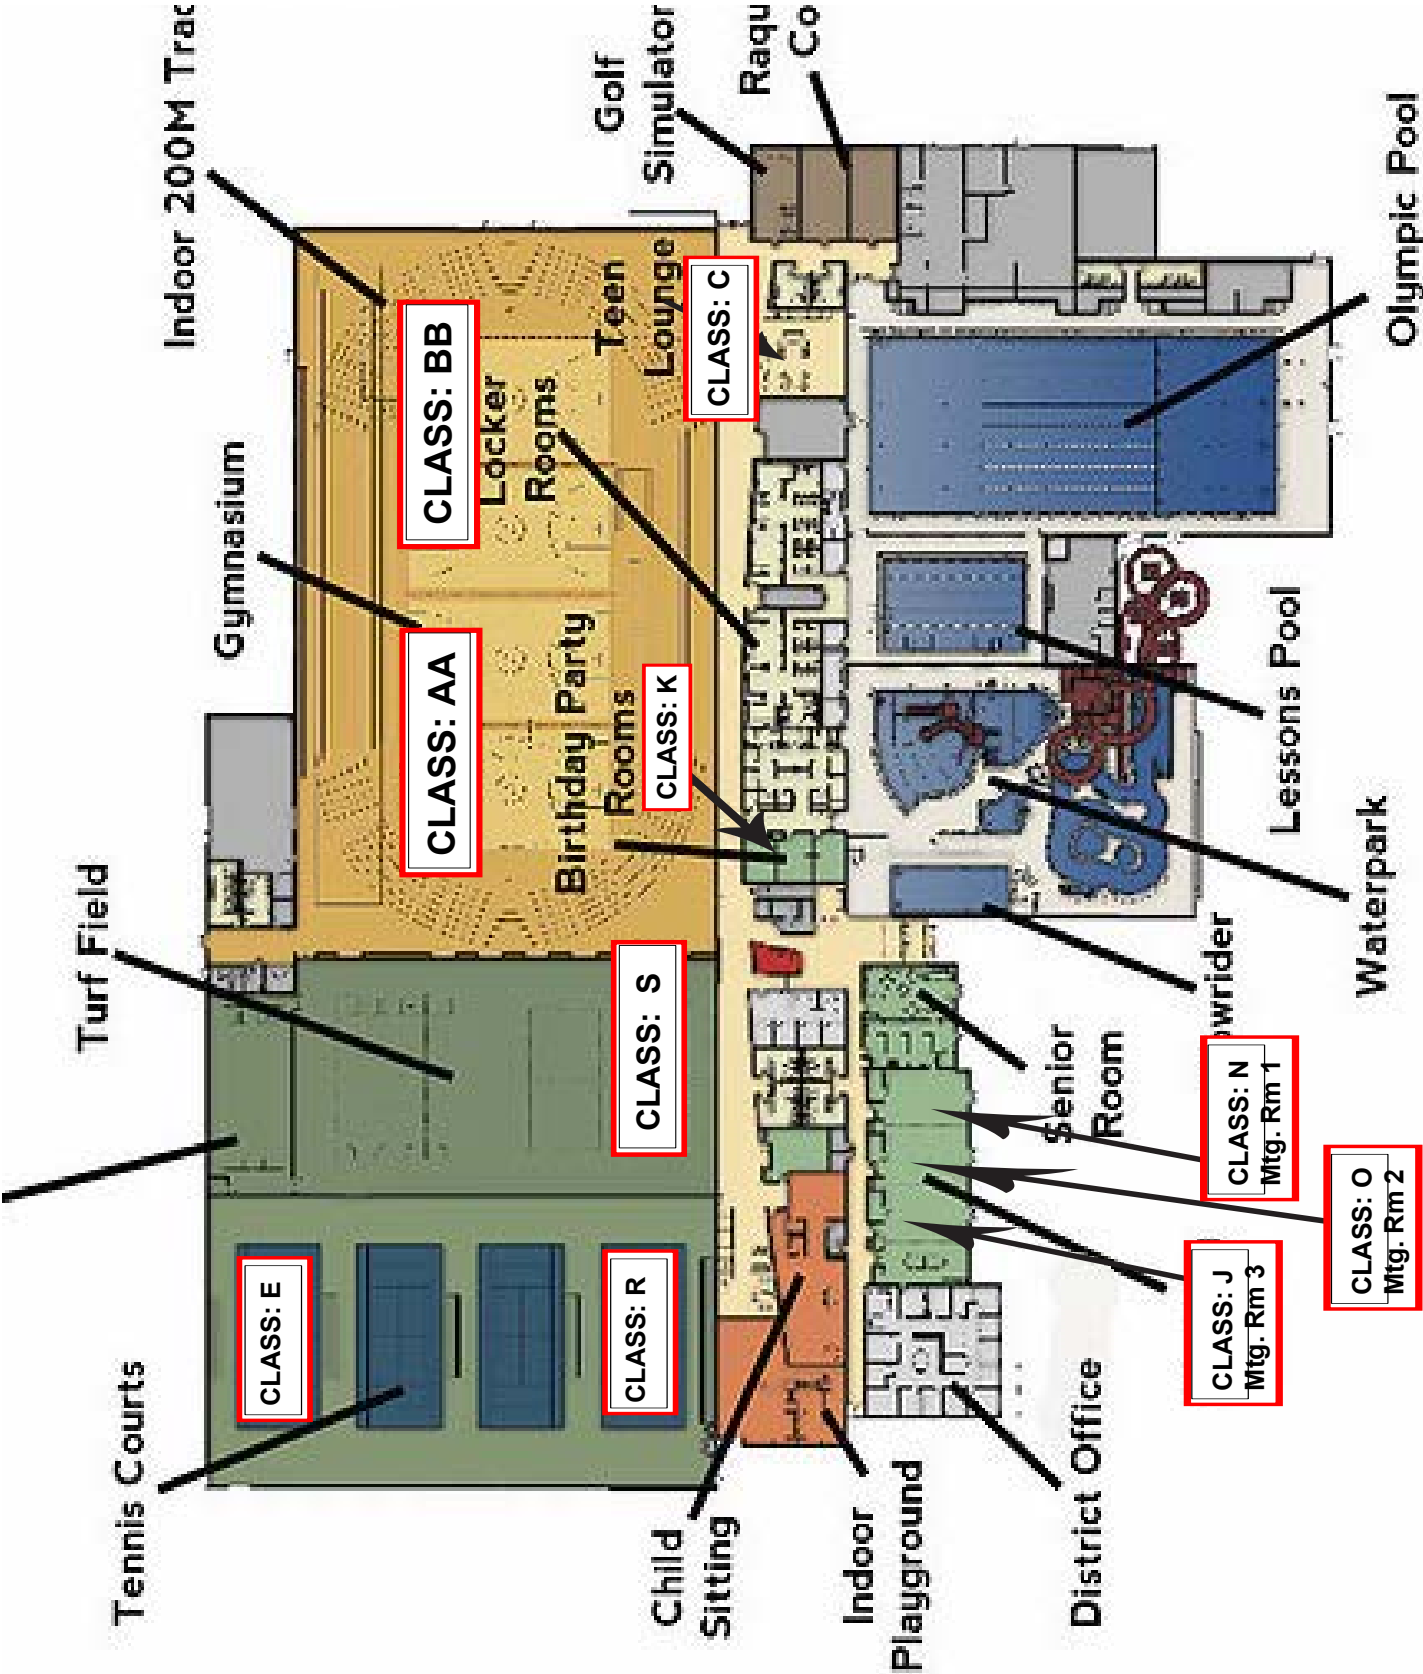 Indoor 200M Trac
Golf
Simulator
Raqu
Co
Olympic Pool
Teen
Lounge
CLASS: C
CLASS: BB
Locker
Rooms
Gymnasium
CLASS: AA
Birthday Party
Rooms
CLASS: K
Lessons Pool
Waterpark
Turf Field
CLASS: S
wrider
Senior
Room
CLASS: N
Mtg. Rm 1
CLASS: O
Mtg. Rm 2
CLASS: J
Mtg. Rm 3
CLASS: E
CLASS: R
Tennis Courts
Child
Sitting
Indoor
Playground
District Office